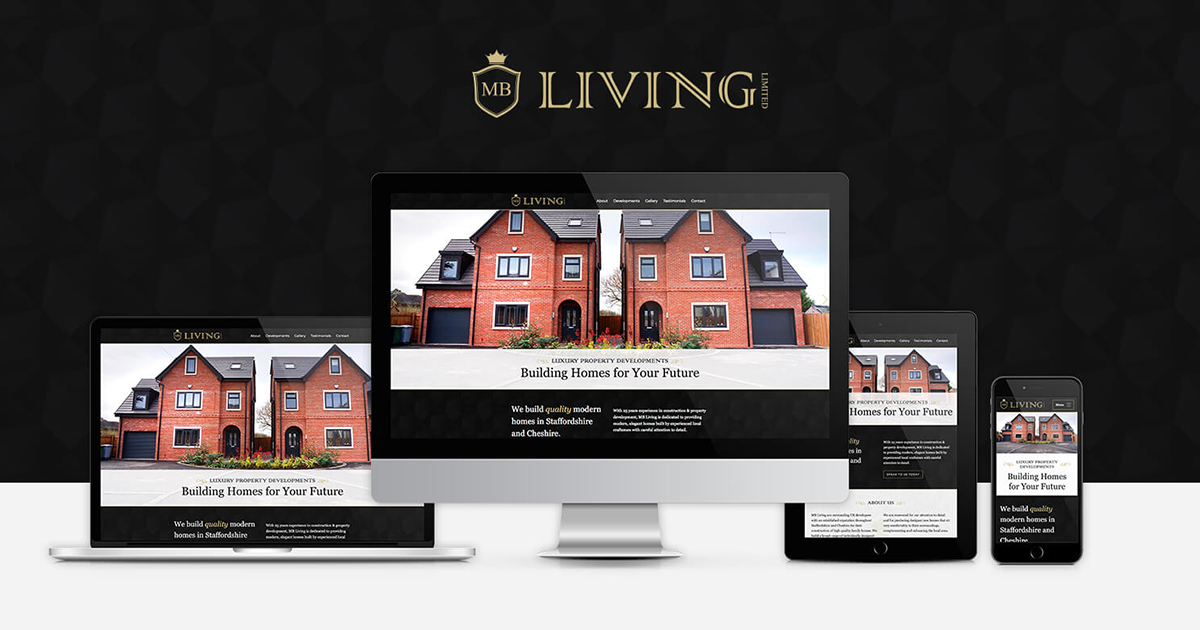 MB
LIVING
LIMITED
LIVING
About Developments Gallery Testimonials Contact
LUXURY PROPERTY DEVELOPMENTS
Building Homes for Your Future
We build quality modern
homes in Staffordshire
and Cheshire.
With 25 years experience in construction & property
development, MB Living is dedicated to providing
modern, elegant homes built by experienced local
craftsmen with careful attention to detail.
LIVING
About Developments Gallery Testimonials Contact
LUXURY PROPERTY DEVELOPMENTS
Building Homes for Your Future
We build quality modern
homes in Staffordshire
With 25 years experience in construction & property
development, MB Living is dedicated to providing
modern, elegant homes built by experienced local
About Developments Gallery Testimonials Contact
PROPERTY DEVELOPMENTS
Homes for Your Future
With 25 years experience in construction &
property development, MB Living is dedicated
to providing modern, elegant homes built by
experienced local craftsmen with careful
attention to detail.
SPEAK TO US TODAY
ABOUT US
LIVING
Menu
LUXURY PROPERTY
DEVELOPMENTS
Building Homes
for Your Future
We build quality
modern homes in
Staffordshire and
Cheshire.